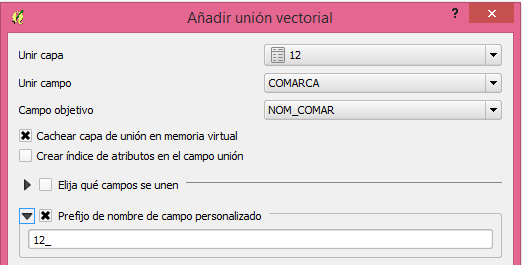 Añadir unión vectorial
?
Unir capa
12
Unir campo
COMARCA
Campo objetivo
NOM_COMAR
Cachear capa de unión en memoria virtual
Crear índice de atributos en el campo unión
Elija qué campos se unen
Prefijo de nombre de campo personalizado
12_